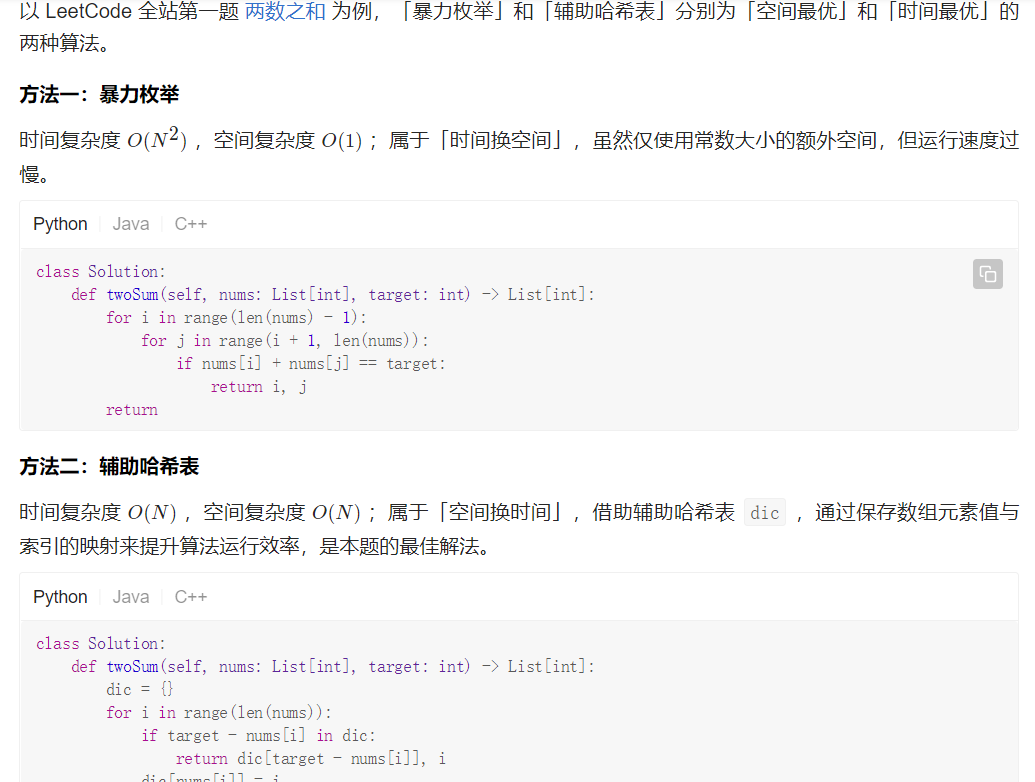 以 LeetCode 全站第一题 两数之和 为例，「暴力枚举」和「辅助哈希表」分别为「空间最优」和「时间最优」的
两种算法。
方法一：暴力枚举
时间复杂度 O(N²) ，空间复杂度 O(1) ；属于「时间换空间」，虽然仅使用常数大小的额外空间，但运行速度过
慢。
Python Java C++
class Solution:
    def twoSum(self, nums: List[int], target: int) -> List[int]:
        for i in range(len(nums) - 1):
            for j in range(i + 1, len(nums)):
                if nums[i] + nums[j] == target:
                    return i, j
        return
方法二：辅助哈希表
时间复杂度 O(N) ，空间复杂度 O(N) ；属于「空间换时间」，借助辅助哈希表 dic ，通过保存数组元素值与
索引的映射来提升算法运行效率，是本题的最佳解法。
Python Java C++
class Solution:
    def twoSum(self, nums: List[int], target: int) -> List[int]:
        dic = {}
        for i in range(len(nums)):
            if target - nums[i] in dic:
                return dic[target - nums[i]], i
            dic[nums[i]] = i